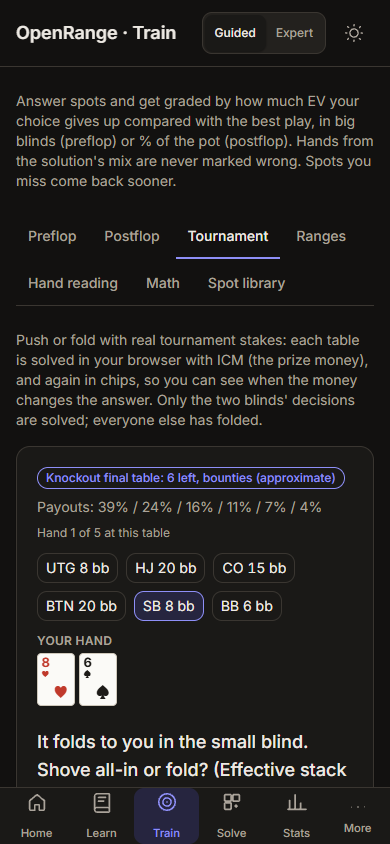 OpenRange · Train
Guided
Expert
Answer spots and get graded by how much EV your
choice gives up compared with the best play, in big
blinds (preflop) or % of the pot (postflop). Hands from
the solution's mix are never marked wrong. Spots you
miss come back sooner.
Preflop
Postflop
Tournament
Ranges
Hand reading
Math
Spot library
Push or fold with real tournament stakes: each table
is solved in your browser with ICM (the prize money),
and again in chips, so you can see when the money
changes the answer. Only the two blinds' decisions
are solved; everyone else has folded.
Knockout final table: 6 left, bounties (approximate)
Payouts: 39% / 24% / 16% / 11% / 7% / 4%
Hand 1 of 5 at this table
UTG 8 bb
HJ 20 bb
CO 15 bb
BTN 20 bb
SB 8 bb
BB 6 bb
YOUR HAND
8
6
It folds to you in the small blind.
Shove all-in or fold? (Effective stack
Home
Learn
Train
Solve
Stats
More